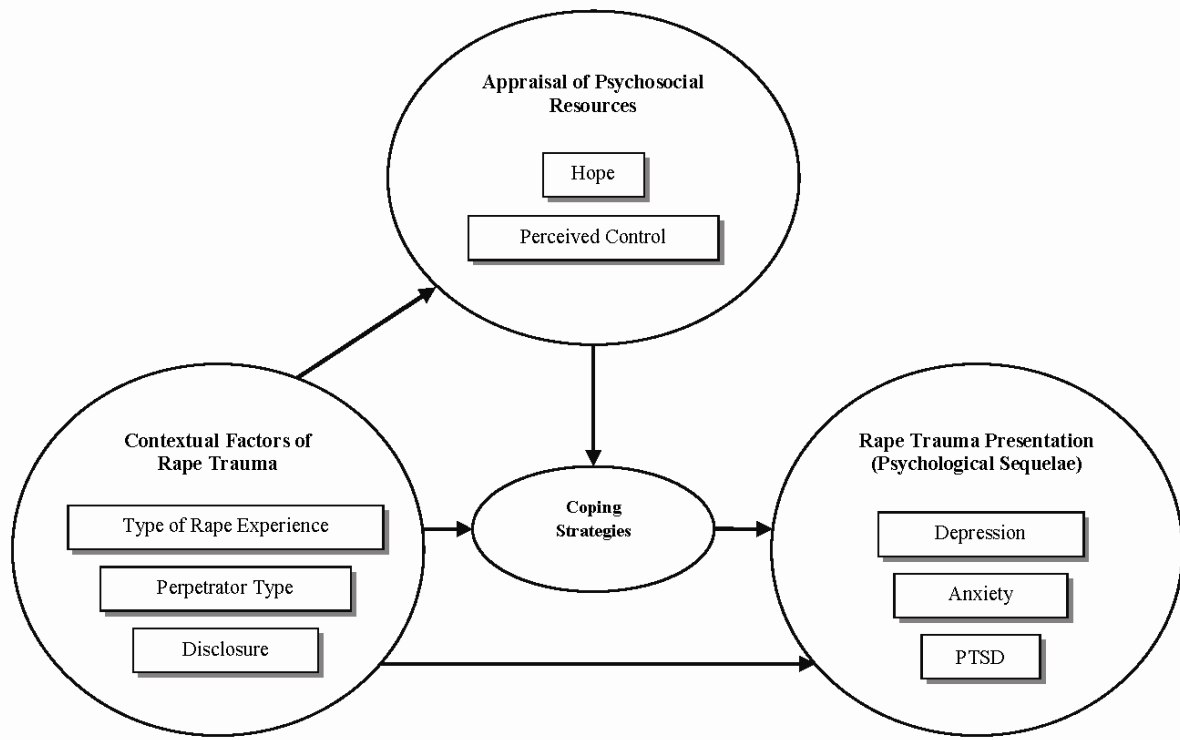 Appraisal of Psychosocial
Resources
Hope
Perceived Control
Contextual Factors of
Rape Trauma
Type of Rape Experience
Perpetrator Type
Disclosure
Coping
Strategies
Rape Trauma Presentation
(Psychological Sequelae)
Depression
Anxiety
PTSD